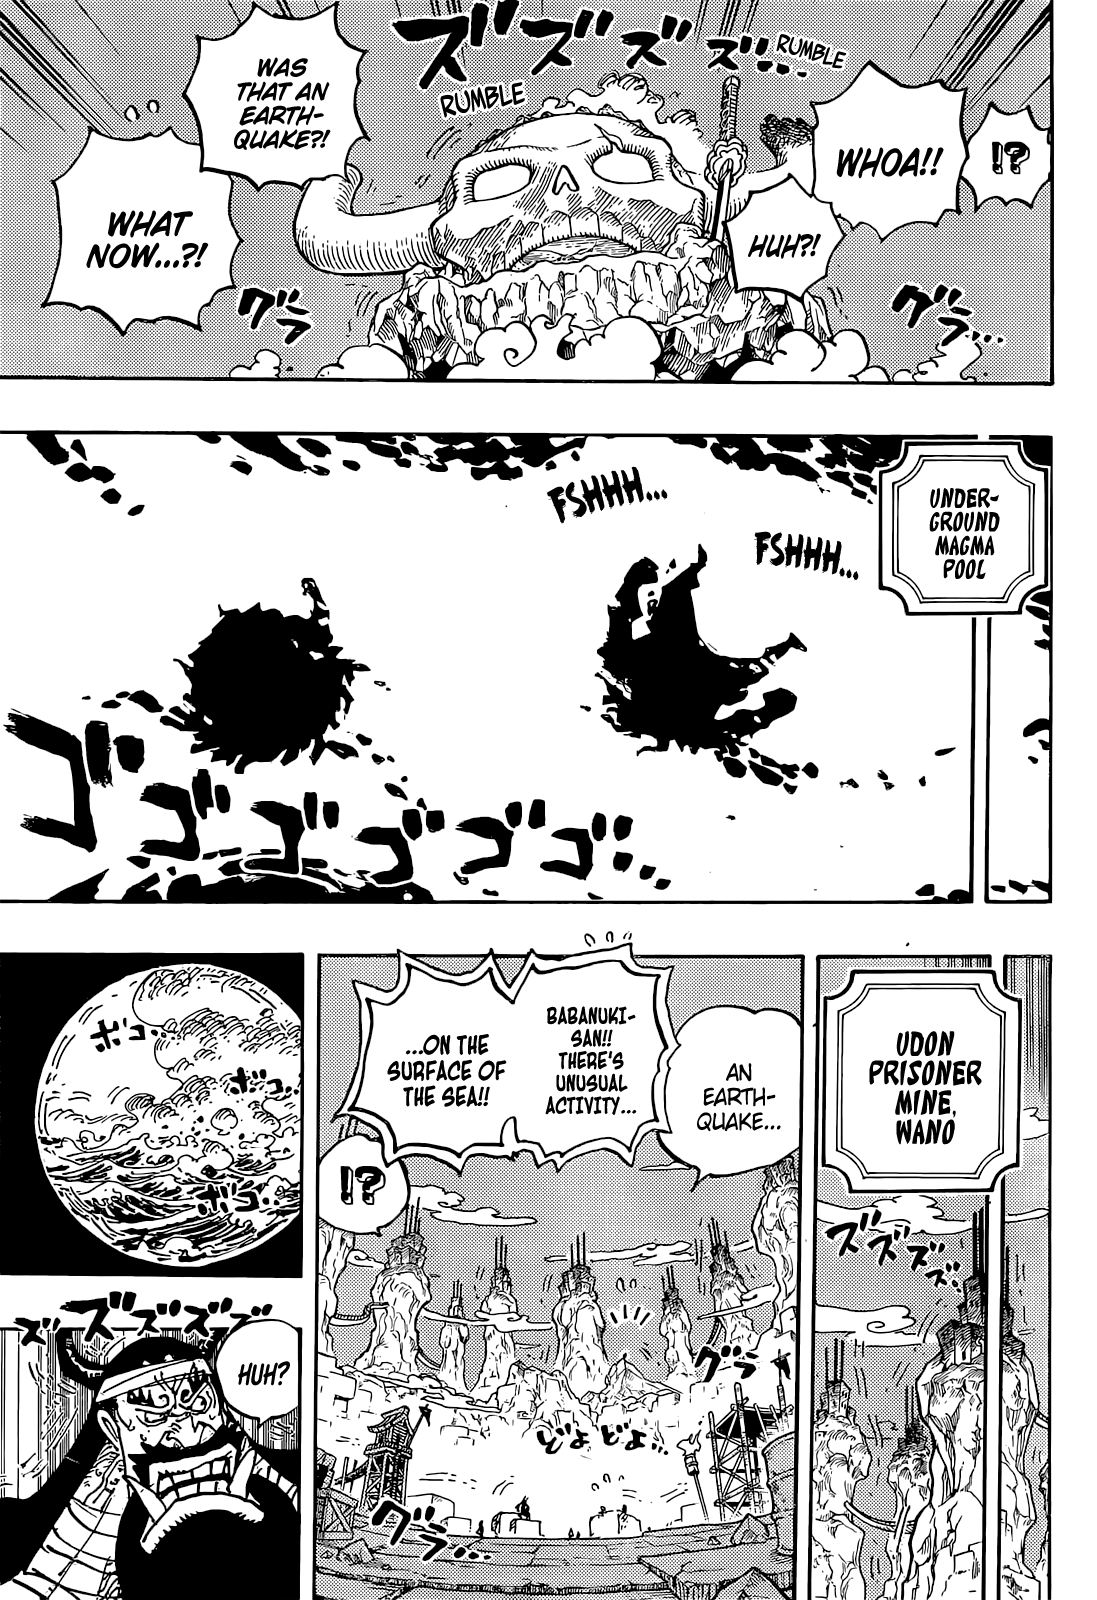 ズズズズ!!...
RUMBLE
RUMBLE
!?
WHOA!!
HUH?!
WAS
THAT AN
EARTH-
QUAKE?!
WHAT
NOW...?!
グラ
グラ...
UNDER-
GROUND
MAGMA
POOL
FSHHH...
FSHHH...
ゴゴゴゴゴゴ...
UDON
PRISONER
MINE,
WANO
ズズズズ...
AN
EARTH-
QUAKE...
BABANUKI-
SAN!!
THERE'S
UNUSUAL
ACTIVITY...
...ON THE
SURFACE OF
THE SEA!!
!?
グラ
どよどよ...
グラ...
ボコ...
ボコ...
ズズズズズ...
HUH?